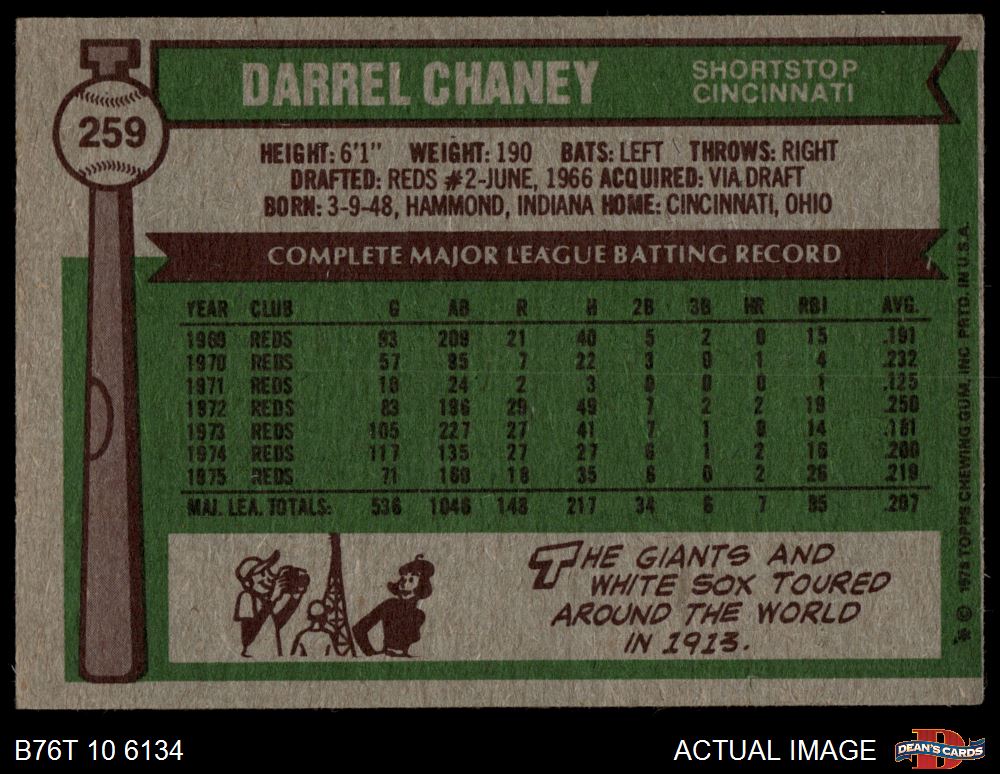 259
DARREL CHANEY
SHORTSTOP
CINCINNATI
HEIGHT: 6'1" WEIGHT: 190 BATS: LEFT THROWS: RIGHT
DRAFTED: REDS #2-JUNE, 1966 ACQUIRED: VIA DRAFT
BORN: 3-9-48, HAMMOND, INDIANA HOME: CINCINNATI, OHIO
COMPLETE MAJOR LEAGUE BATTING RECORD
YEAR CLUB G AB R H 2B 3B HR RBI AVG.
1969 REDS 93 209 21 40 5 2 0 15 .191
1970 REDS 57 95 7 22 3 0 1 4 .232
1971 REDS 10 24 2 3 0 0 0 1 .125
1972 REDS 83 196 29 49 7 2 2 19 .250
1973 REDS 105 227 27 41 7 1 0 14 .181
1974 REDS 117 135 27 27 6 1 2 16 .200
1975 REDS 71 160 18 35 6 0 2 26 .219
MAJ. LEA. TOTALS: 536 1046 148 217 34 6 7 95 .207
THE GIANTS AND
WHITE SOX TOURED
AROUND THE WORLD
IN 1913.
* © 1976 TOPPS CHEWING GUM, INC. PRTD. IN U.S.A.
B76T 10 6134
ACTUAL IMAGE
DEAN'S CARDS